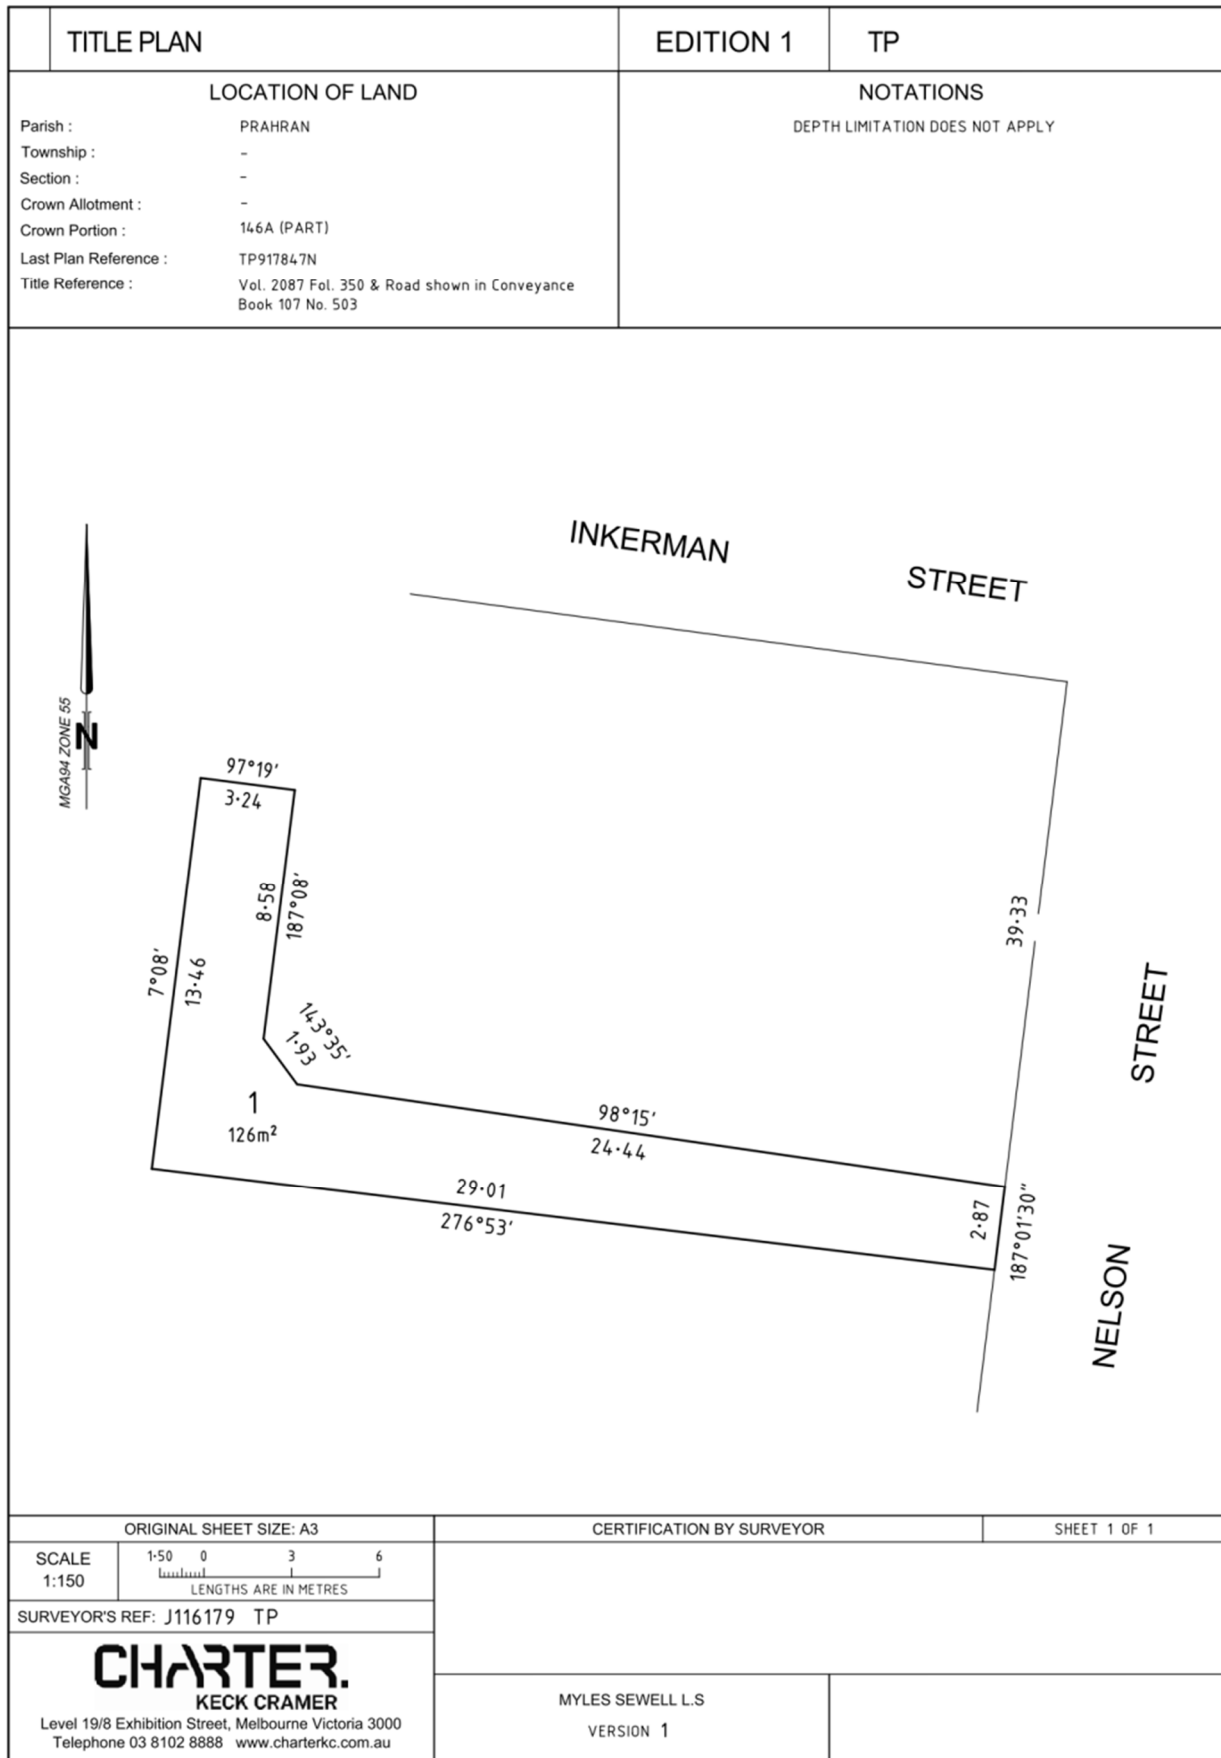 TITLE PLAN
EDITION 1
TP
LOCATION OF LAND
Parish : PRAHRAN
Township : -
Section : -
Crown Allotment : -
Crown Portion : 146A (PART)
Last Plan Reference : TP917847N
Title Reference : Vol. 2087 Fol. 350 & Road shown in Conveyance
Book 107 No. 503
NOTATIONS
DEPTH LIMITATION DOES NOT APPLY
INKERMAN STREET
MGA94 ZONE 55
N
97°19'
3·24
8·58
187°08'
7°08'
13·46
143°35'
1·93
1
126m²
98°15'
24·44
29·01
276°53'
39·33
2·87
187°01'30"
NELSON STREET
ORIGINAL SHEET SIZE: A3
SCALE
1:150
1·50 0 3 6
LENGTHS ARE IN METRES
SURVEYOR'S REF: J116179 TP
CHARTER.
KECK CRAMER
Level 19/8 Exhibition Street, Melbourne Victoria 3000
Telephone 03 8102 8888 www.charterkc.com.au
CERTIFICATION BY SURVEYOR
SHEET 1 OF 1
MYLES SEWELL L.S
VERSION 1